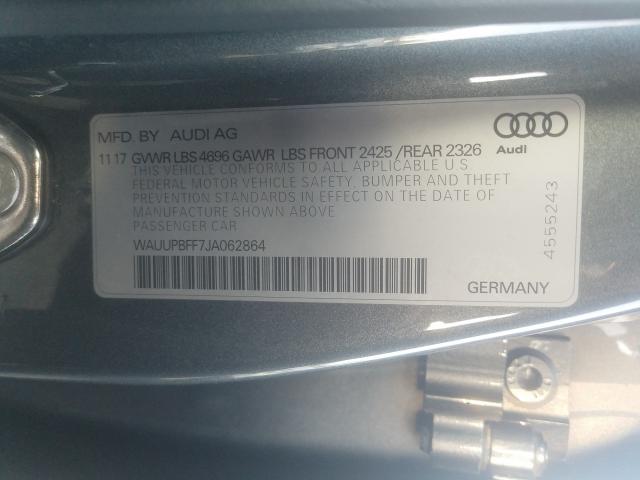 MFD. BY AUDI AG
Audi
11 17 GVWR LBS 4696 GAWR LBS FRONT 2425 /REAR 2326
THIS VEHICLE CONFORMS TO ALL APPLICABLE U S
FEDERAL MOTOR VEHICLE SAFETY, BUMPER AND THEFT
PREVENTION STANDARDS IN EFFECT ON THE DATE OF
MANUFACTURE SHOWN ABOVE
PASSENGER CAR
WAUUPBFF7JA062864
4555243
GERMANY